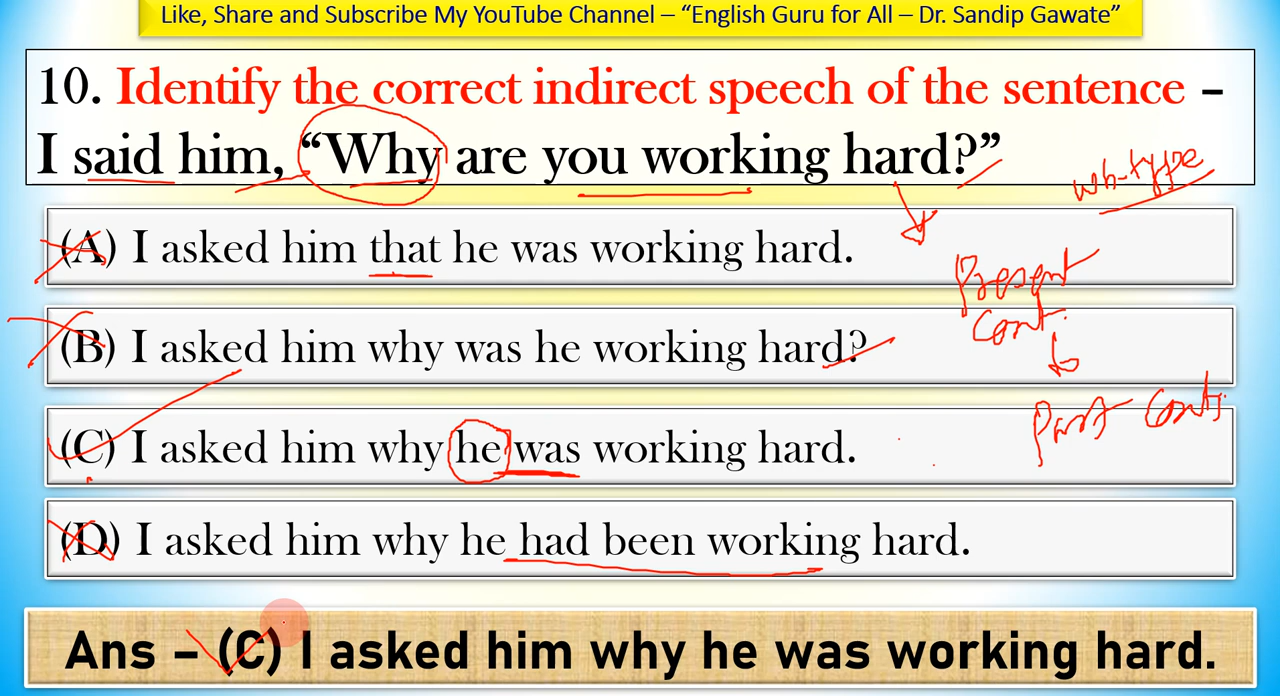 Like, Share and Subscribe My YouTube Channel – “English Guru for All – Dr. Sandip Gawate”
10. Identify the correct indirect speech of the sentence –
I said him, “Why are you working hard?”
wh-type
(A) I asked him that he was working hard.
Present
Cont.
(B) I asked him why was he working hard?
Past Cont.
(C) I asked him why he was working hard.
(D) I asked him why he had been working hard.
Ans – (C) I asked him why he was working hard.